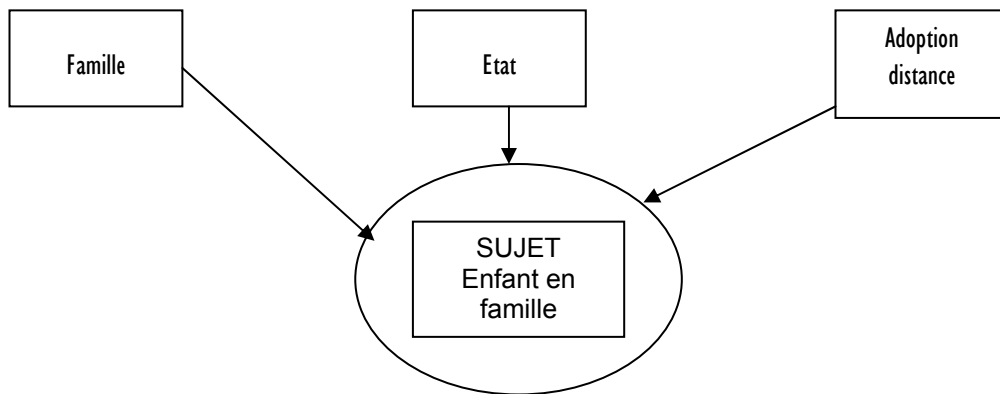 Famille
Etat
Adoption
distance
SUJET
Enfant en
famille